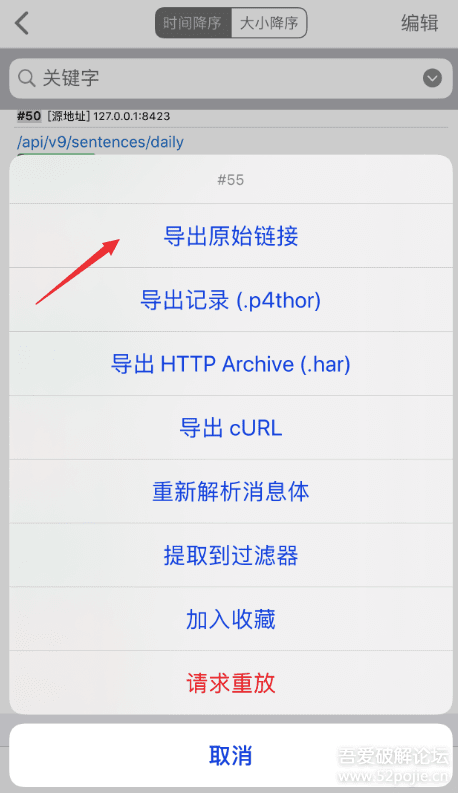 时间降序 大小降序 编辑
关键字
#50 [源地址] 127.0.0.1:8423
/api/v9/sentences/daily
#55
导出原始链接
导出记录 (.p4thor)
导出 HTTP Archive (.har)
导出 cURL
重新解析消息体
提取到过滤器
加入收藏
请求重放
取消
吾爱破解论坛
www.52pojie.cn